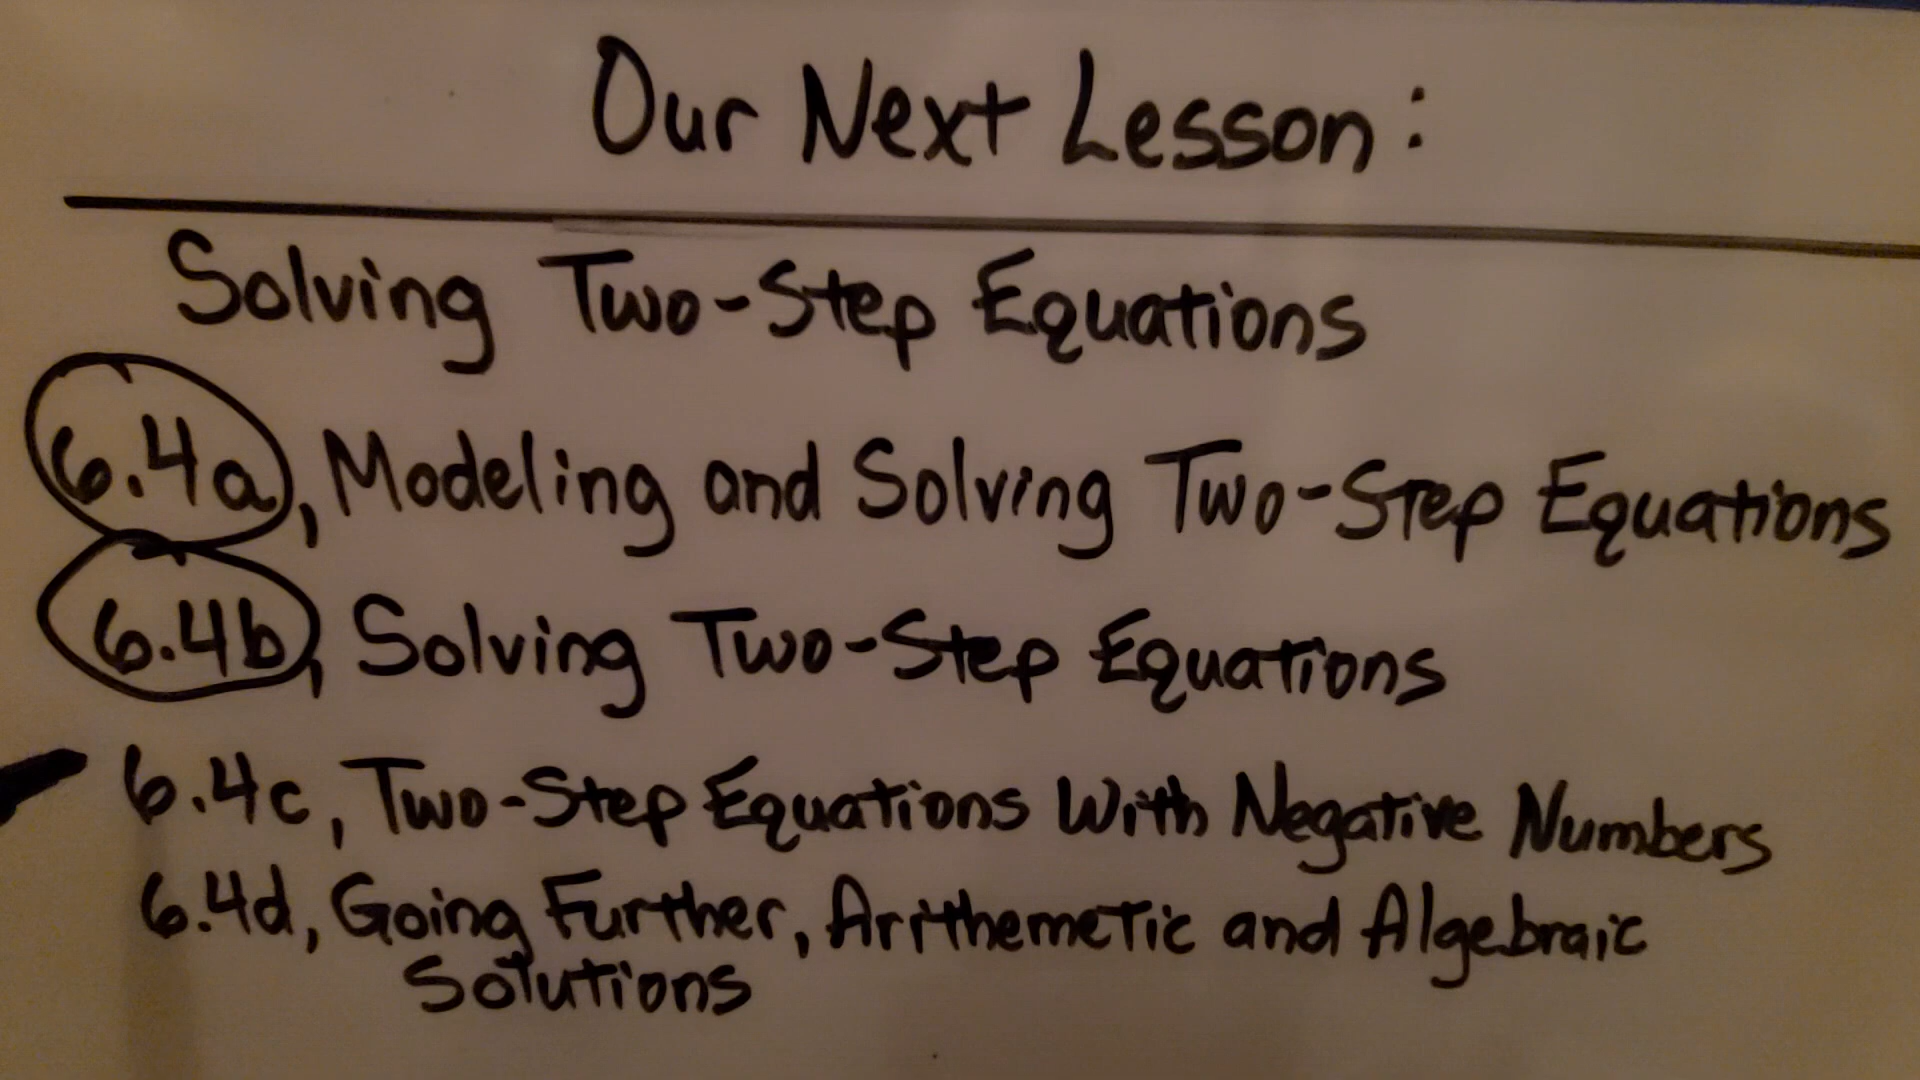 Our Next Lesson:
Solving Two-Step Equations
6.4a, Modeling and Solving Two-Step Equations
6.4b, Solving Two-Step Equations
6.4c, Two-Step Equations With Negative Numbers
6.4d, Going Further, Arithemetic and Algebraic
Solutions